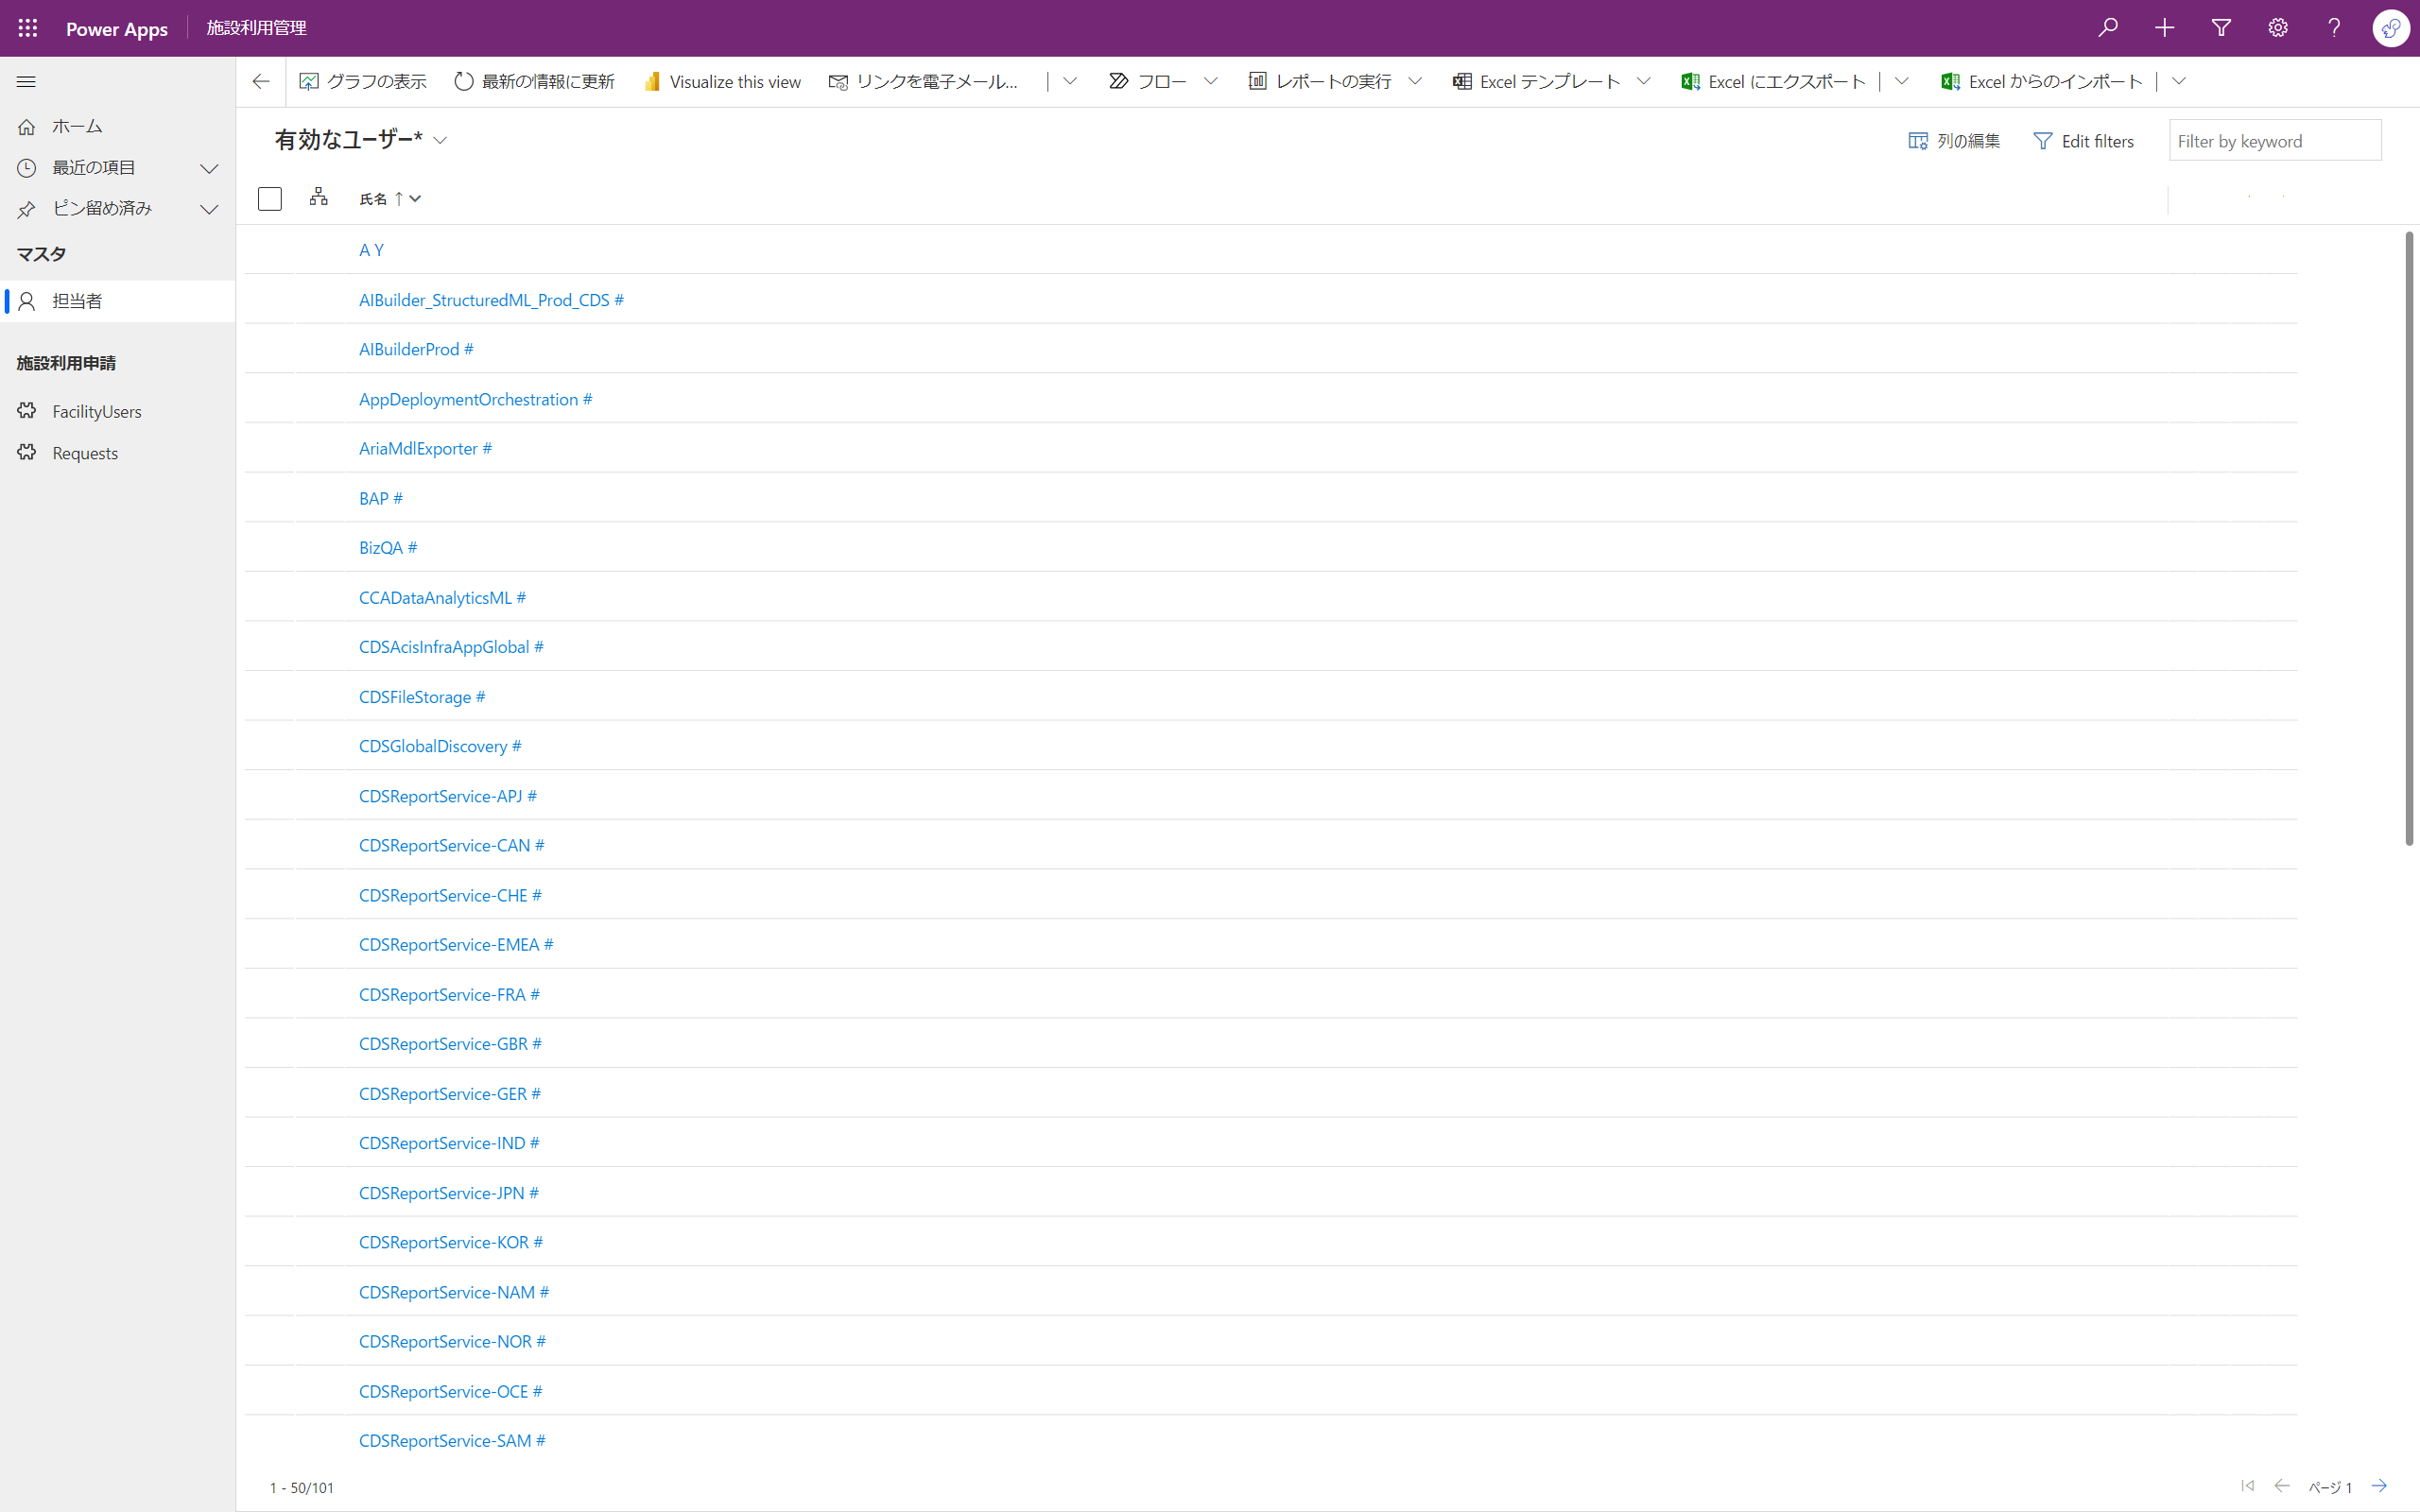 Power Apps 施設利用管理
グラフの表示 最新の情報に更新 Visualize this view リンクを電子メール... フロー レポートの実行 Excel テンプレート Excel にエクスポート Excel からのインポート
ホーム
最近の項目
ピン留め済み
マスタ
担当者
施設利用申請
FacilityUsers
Requests
有効なユーザー*
列の編集 Edit filters Filter by keyword
氏名
A Y
AIBuilder_StructuredML_Prod_CDS #
AIBuilderProd #
AppDeploymentOrchestration #
AriaMdlExporter #
BAP #
BizQA #
CCADataAnalyticsML #
CDSAcisInfraAppGlobal #
CDSFileStorage #
CDSGlobalDiscovery #
CDSReportService-APJ #
CDSReportService-CAN #
CDSReportService-CHE #
CDSReportService-EMEA #
CDSReportService-FRA #
CDSReportService-GBR #
CDSReportService-GER #
CDSReportService-IND #
CDSReportService-JPN #
CDSReportService-KOR #
CDSReportService-NAM #
CDSReportService-NOR #
CDSReportService-OCE #
CDSReportService-SAM #
1 - 50/101
ページ 1